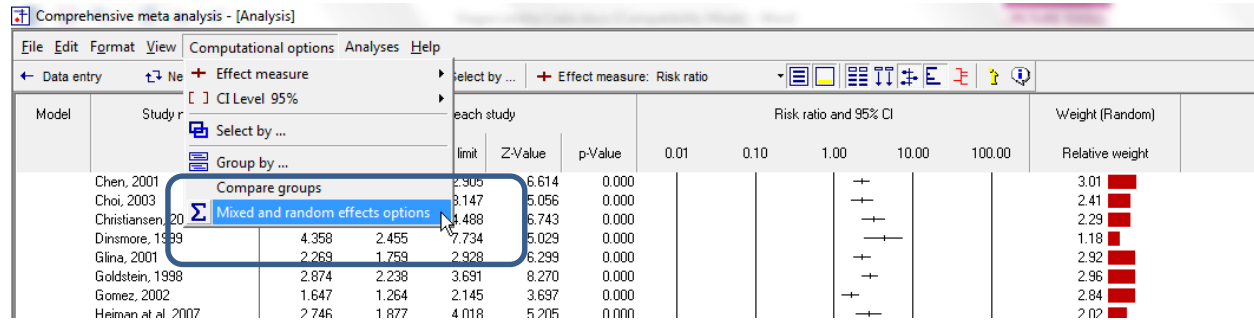 Comprehensive meta analysis - [Analysis]
File Edit Format View Computational options Analyses Help
← Data entry Ne Effect measure Select by ... Effect measure: Risk ratio
[ ] CI Level 95%
Model Study n each study Risk ratio and 95% CI Weight (Random)
Select by ...
limit Z-Value p-Value 0.01 0.10 1.00 10.00 100.00 Relative weight
Group by ...
Chen, 2001 2.905 6.614 0.000 3.01
Compare groups
Choi, 2003 3.147 5.056 0.000 2.41
Σ Mixed and random effects options
Christiansen, 20 4.488 6.743 0.000 2.29
Dinsmore, 1999 4.358 2.455 7.734 5.029 0.000 1.18
Glina, 2001 2.269 1.759 2.928 6.299 0.000 2.92
Goldstein, 1998 2.874 2.238 3.691 8.270 0.000 2.96
Gomez, 2002 1.647 1.264 2.145 3.697 0.000 2.84
Heiman at al, 2007 2.746 1.877 4.018 5.205 0.000 2.02